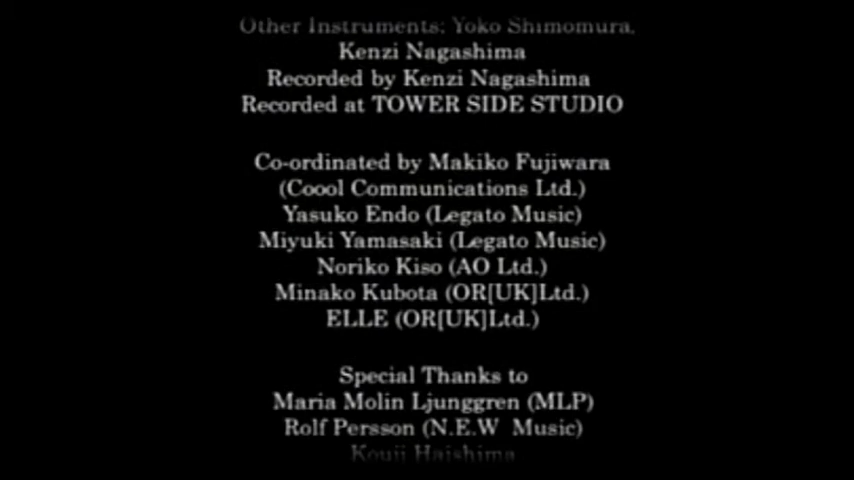 Other Instruments: Yoko Shimomura,
Kenzi Nagashima
Recorded by Kenzi Nagashima
Recorded at TOWER SIDE STUDIO
Co-ordinated by Makiko Fujiwara
(Coool Communications Ltd.)
Yasuko Endo (Legato Music)
Miyuki Yamasaki (Legato Music)
Noriko Kiso (AO Ltd.)
Minako Kubota (OR[UK]Ltd.)
ELLE (OR[UK]Ltd.)
Special Thanks to
Maria Molin Ljunggren (MLP)
Rolf Persson (N.E.W Music)
Kouji Haishima